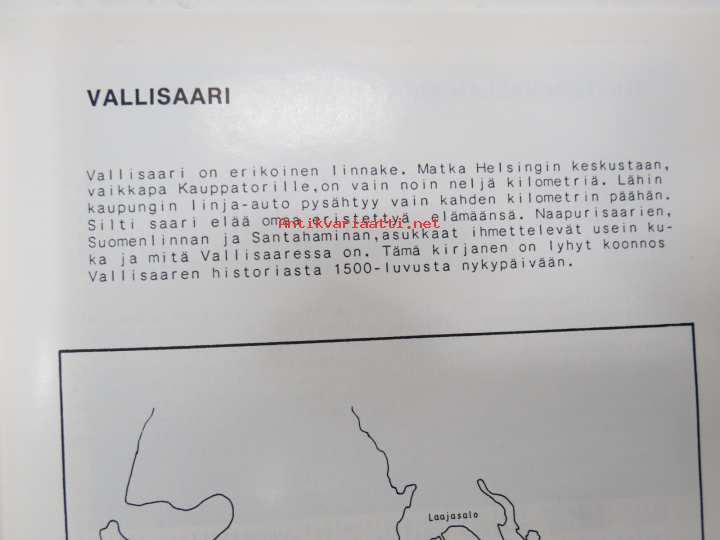 VALLISAARI
Vallisaari on erikoinen linnake. Matka Helsingin keskustaan,
vaikkapa Kauppatorille,on vain noin neljä kilometriä. Lähin
kaupungin linja-auto pysähtyy vain kahden kilometrin päähän.
Silti saari elää omaa eristettyä elämäänsä. Naapurisaarien,
Antikvariaatti.net
Suomenlinnan ja Santahaminan,asukkaat ihmettelevät usein ku-
ka ja mitä Vallisaaressa on. Tämä kirjanen on lyhyt koonnos
Vallisaaren historiasta 1500-luvusta nykypäivään.
Laajasalo